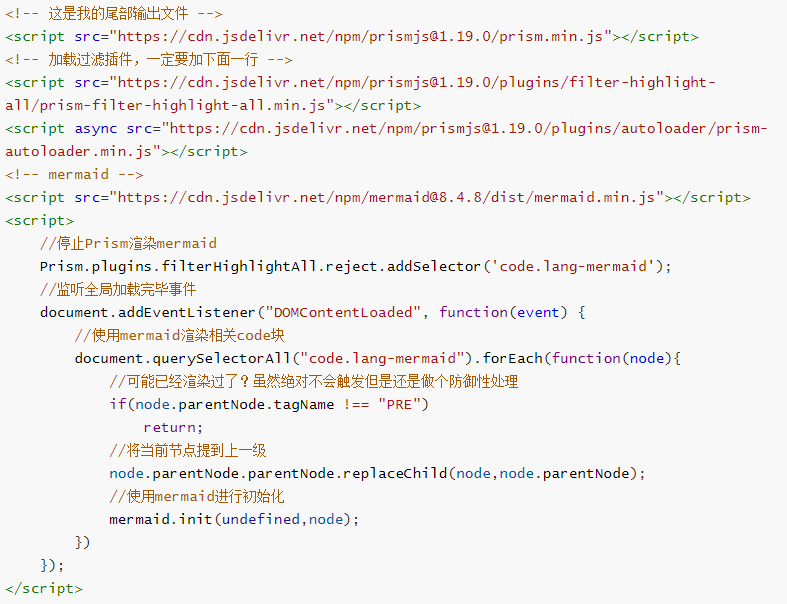 <!-- 这是我的尾部输出文件 -->
<script src="https://cdn.jsdelivr.net/npm/prismjs@1.19.0/prism.min.js"></script>
<!-- 加载过滤插件，一定要加下面一行 -->
<script src="https://cdn.jsdelivr.net/npm/prismjs@1.19.0/plugins/filter-highlight-
all/prism-filter-highlight-all.min.js"></script>
<script async src="https://cdn.jsdelivr.net/npm/prismjs@1.19.0/plugins/autoloader/prism-
autoloader.min.js"></script>
<!-- mermaid -->
<script src="https://cdn.jsdelivr.net/npm/mermaid@8.4.8/dist/mermaid.min.js"></script>
<script>
    //停止Prism渲染mermaid
    Prism.plugins.filterHighlightAll.reject.addSelector('code.lang-mermaid');
    //监听全局加载完毕事件
    document.addEventListener("DOMContentLoaded", function(event) {
        //使用mermaid渲染相关code块
        document.querySelectorAll("code.lang-mermaid").forEach(function(node){
            //可能已经渲染过了？虽然绝对不会触发但是还是做个防御性处理
            if(node.parentNode.tagName !== "PRE")
                return;
            //将当前节点提到上一级
            node.parentNode.parentNode.replaceChild(node,node.parentNode);
            //使用mermaid进行初始化
            mermaid.init(undefined,node);
        })
    });
</script>